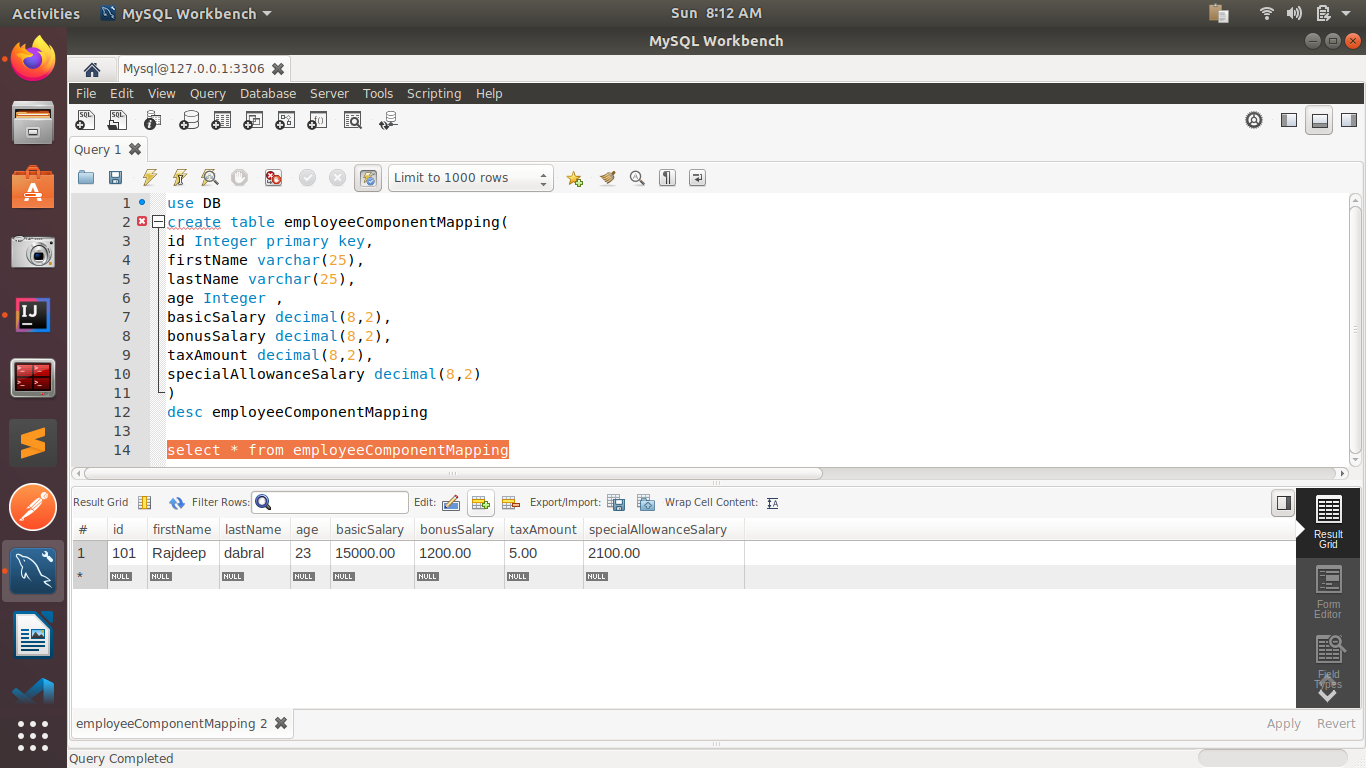 Activities MySQL Workbench Sun 8:12 AM
MySQL Workbench
Mysql@127.0.0.1:3306
File Edit View Query Database Server Tools Scripting Help
Query 1
Limit to 1000 rows
1 use DB
2 create table employeeComponentMapping(
3 id Integer primary key,
4 firstName varchar(25),
5 lastName varchar(25),
6 age Integer ,
7 basicSalary decimal(8,2),
8 bonusSalary decimal(8,2),
9 taxAmount decimal(8,2),
10 specialAllowanceSalary decimal(8,2)
11 )
12 desc employeeComponentMapping
13
14 select * from employeeComponentMapping
Result Grid Filter Rows: Edit: Export/Import: Wrap Cell Content:
# id firstName lastName age basicSalary bonusSalary taxAmount specialAllowanceSalary
1 101 Rajdeep dabral 23 15000.00 1200.00 5.00 2100.00
* NULL NULL NULL NULL NULL NULL NULL NULL
Result
Grid
Form
Editor
Field
Types
employeeComponentMapping 2 Apply Revert
Query Completed